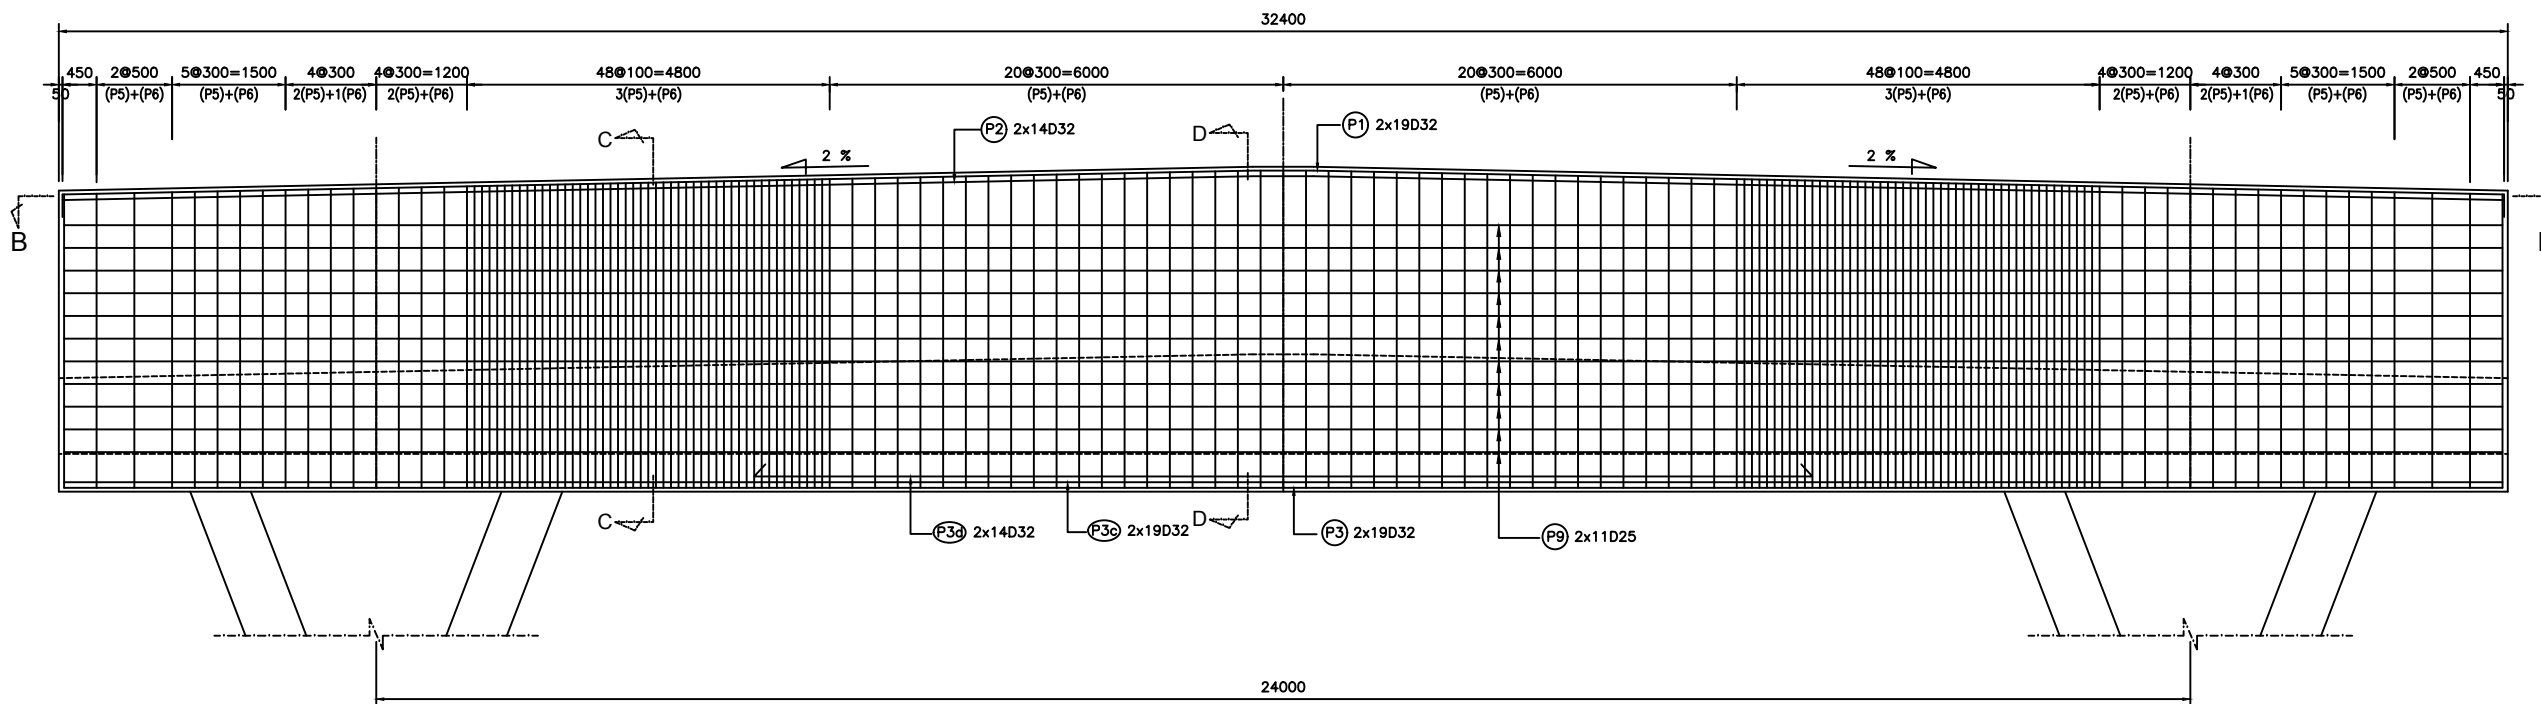 32400
450 2@500 5@300=1500 4@300 4@300=1200 48@100=4800 20@300=6000 20@300=6000 48@100=4800 4@300=1200 4@300 5@300=1500 2@500 450
50 (P5)+(P6) (P5)+(P6) 2(P5)+1(P6) 2(P5)+(P6) 3(P5)+(P6) (P5)+(P6) (P5)+(P6) 3(P5)+(P6) 2(P5)+(P6) 2(P5)+1(P6) (P5)+(P6) (P5)+(P6) 50
C P2 2x14D32 D P1 2x19D32
2 % 2 %
B
C P3d 2x14D32 P3c 2x19D32 D P3 2x19D32 P9 2x11D25
24000